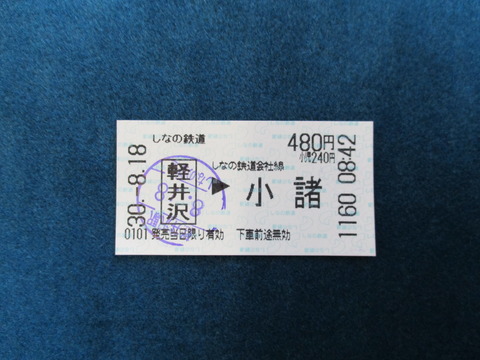 しなの鉄道
480円
小児240円
しなの鉄道会社線
軽井沢 ▶ 小諸
30.-8.18
1160 08:42
0101 発売当日限り有効 下車前途無効